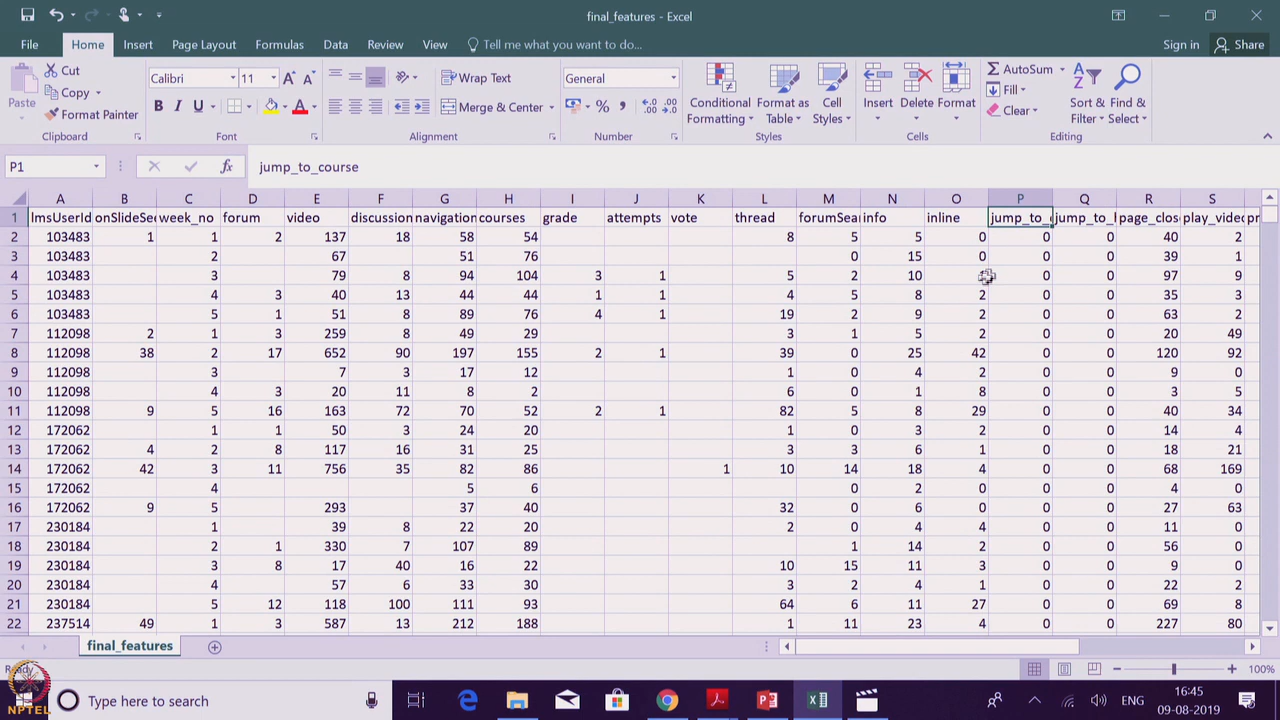 final_features - Excel
File Home Insert Page Layout Formulas Data Review View Tell me what you want to do... Sign in Share
Paste Cut Copy Format Painter Clipboard
Calibri 11 B I U A Font
Wrap Text Merge & Center Alignment
General % , Number
Conditional Formatting Format as Table Cell Styles Styles
Insert Delete Format Cells
AutoSum Fill Clear Sort & Filter Find & Select Editing
P1 fx jump_to_course
A B C D E F G H I J K L M N O P Q R S
1 lmsUserId onSlideSe week_no forum video discussion navigation courses grade attempts vote thread forumSea info inline jump_to_ jump_to_ page_clos play_vide pr
2 103483 1 1 2 137 18 58 54 8 5 5 0 0 0 40 2
3 103483 2 67 51 76 0 15 0 0 0 39 1
4 103483 3 79 8 94 104 3 1 5 2 10 0 0 97 9
5 103483 4 3 40 13 44 44 1 1 4 5 8 2 0 0 35 3
6 103483 5 1 51 8 89 76 4 1 19 2 9 2 0 0 63 2
7 112098 2 1 3 259 8 49 29 3 1 5 2 0 0 20 49
8 112098 38 2 17 652 90 197 155 2 1 39 0 25 42 0 0 120 92
9 112098 3 7 3 17 12 1 0 4 2 0 0 9 0
10 112098 4 3 20 11 8 2 6 0 1 8 0 0 3 5
11 112098 9 5 16 163 72 70 52 2 1 82 5 8 29 0 0 40 34
12 172062 1 1 50 3 24 20 1 0 3 2 0 0 14 4
13 172062 4 2 8 117 16 31 25 3 3 6 1 0 0 18 21
14 172062 42 3 11 756 35 82 86 1 10 14 18 4 0 0 68 169
15 172062 4 5 6 0 2 0 0 0 4 0
16 172062 9 5 293 37 40 32 0 6 0 0 0 27 63
17 230184 1 39 8 22 20 2 0 4 4 0 0 11 0
18 230184 2 1 330 7 107 89 1 14 2 0 0 56 0
19 230184 3 8 17 40 16 22 10 15 11 3 0 0 9 0
20 230184 4 57 6 33 30 3 2 4 1 0 0 22 2
21 230184 5 12 118 100 111 93 64 6 11 27 0 0 69 8
22 237514 49 1 3 587 13 212 188 1 11 23 4 0 0 227 80
final_features
Ready 100%
NPTEL
Type here to search ENG 16:45
09-08-2019